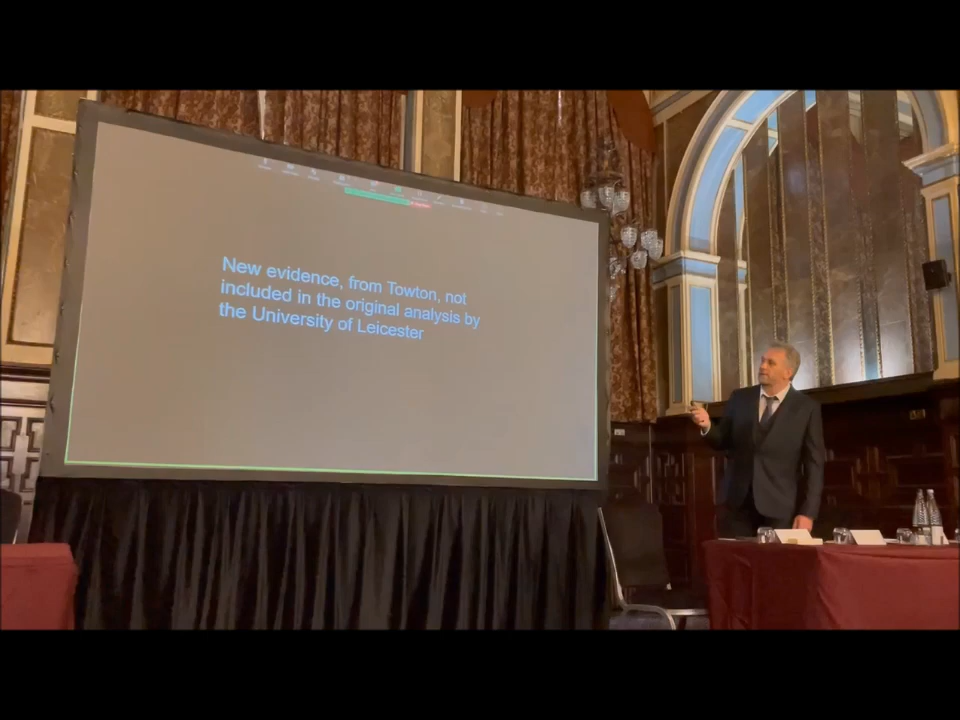 New evidence, from Towton, not
included in the original analysis by
the University of Leicester